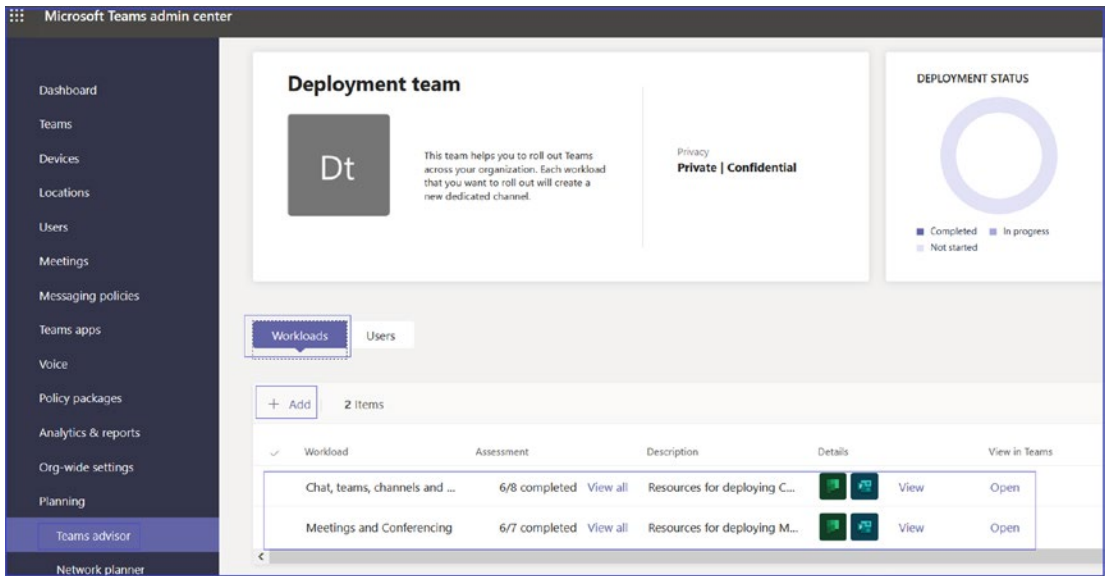 Microsoft Teams admin center
Dashboard
Teams
Devices
Locations
Users
Meetings
Messaging policies
Teams apps
Voice
Policy packages
Analytics & reports
Org-wide settings
Planning
Teams advisor
Network planner
Deployment team
Dt
This team helps you to roll out Teams
across your organization. Each workload
that you want to roll out will create a
new dedicated channel.
Privacy
Private | Confidential
DEPLOYMENT STATUS
Completed In progress
Not started
Workloads Users
+ Add 2 Items
Workload Assessment Description Details View in Teams
Chat, teams, channels and ... 6/8 completed View all Resources for deploying C... View Open
Meetings and Conferencing 6/7 completed View all Resources for deploying M... View Open